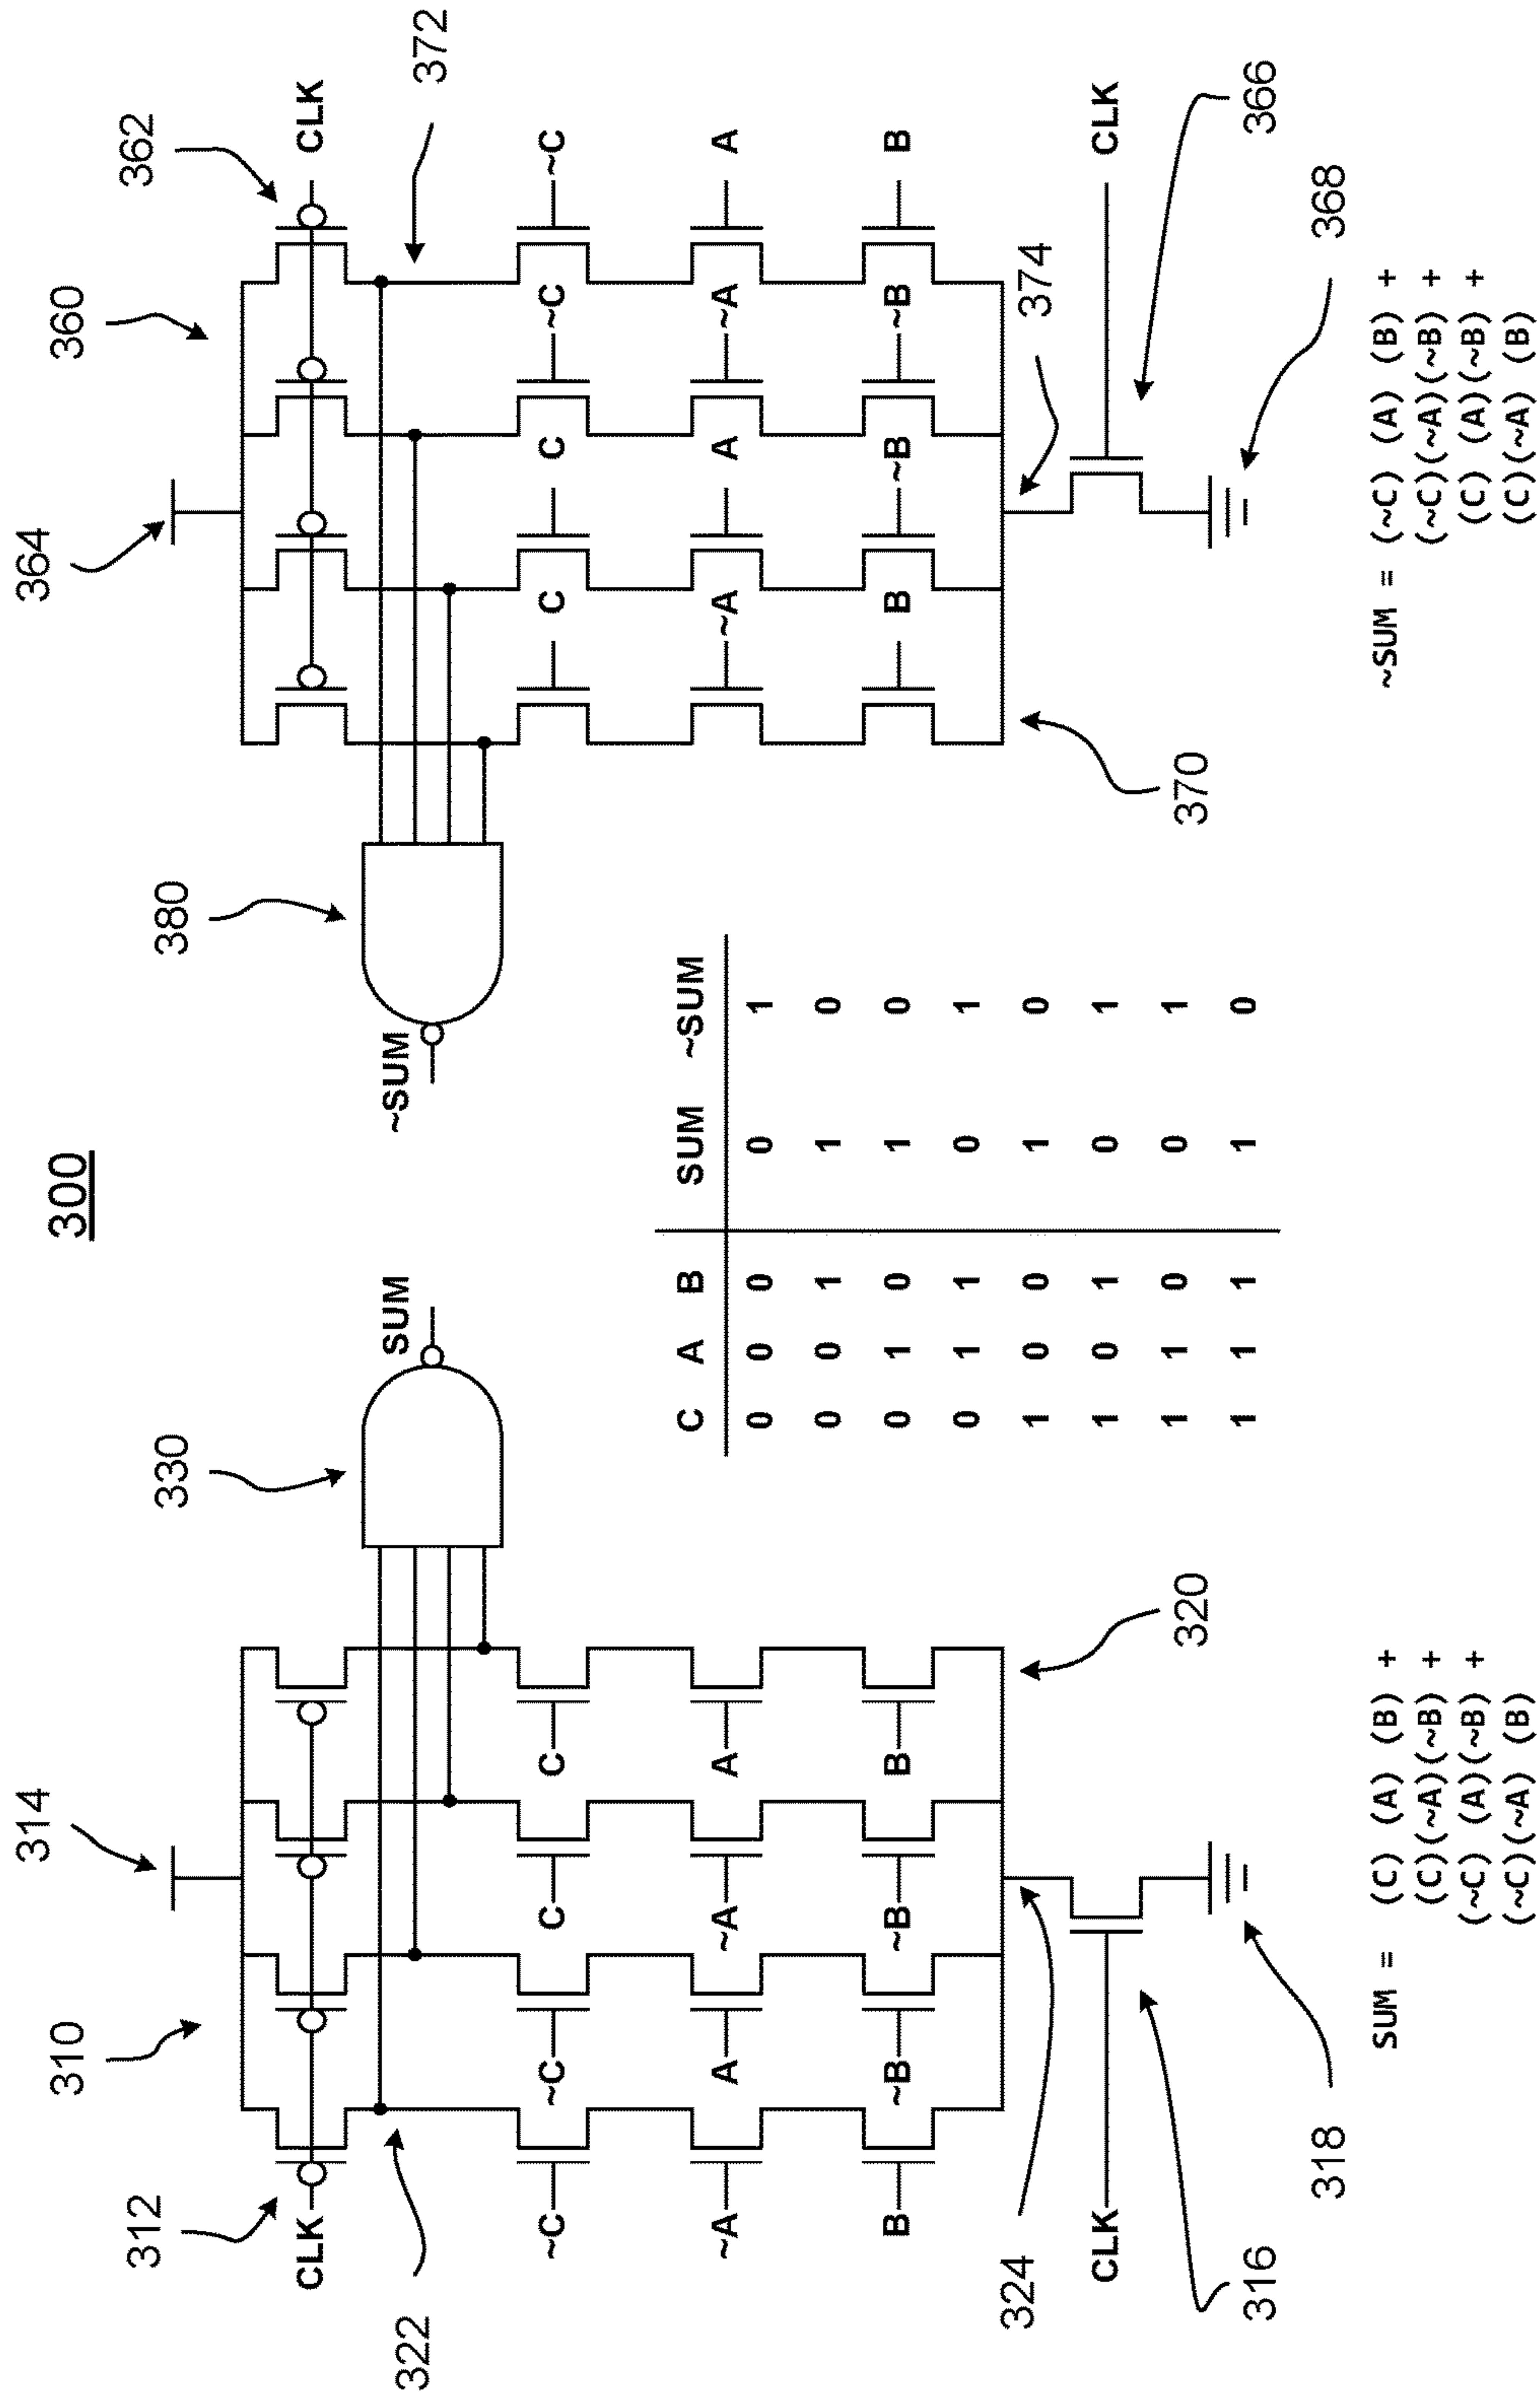 300
314
364
310
360
312
362
330
380
CLK
CLK
SUM
~SUM
322
372
~C ~C C C
C C ~C ~C
~A A ~A A
~A A ~A A
B ~B ~B B
B ~B ~B B
C A B SUM ~SUM
0 0 0 0 1
0 0 1 1 0
0 1 0 1 0
0 1 1 0 1
1 0 0 1 0
1 0 1 0 1
1 1 0 0 1
1 1 1 1 0
324
374
CLK
CLK
320
370
316
366
318
368
SUM = (C) (A) (B) +
(C)(~A)(~B) +
(~C) (A)(~B) +
(~C)(~A) (B)
~SUM = (~C) (A) (B) +
(~C)(~A)(~B) +
(C) (A)(~B) +
(C)(~A) (B)